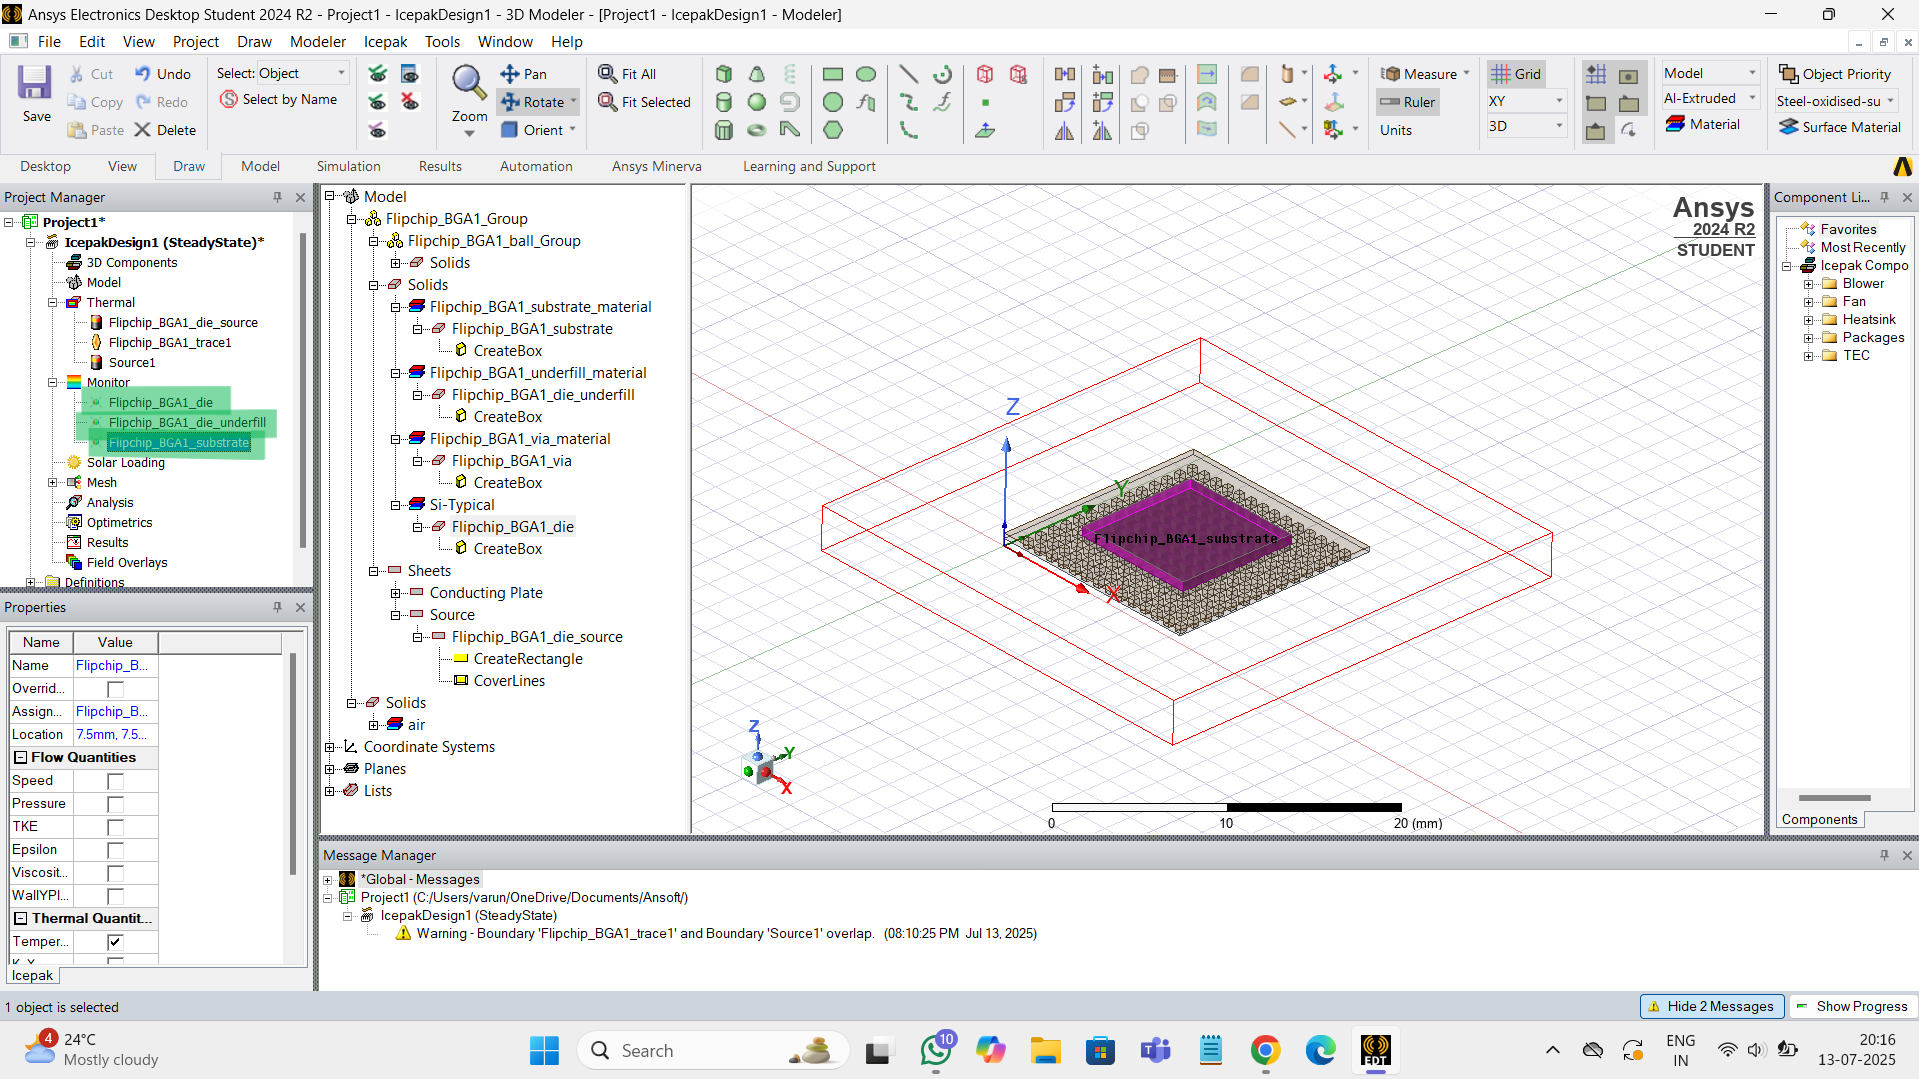 Ansys Electronics Desktop Student 2024 R2 - Project1 - IcepakDesign1 - 3D Modeler - [Project1 - IcepakDesign1 - Modeler]
File Edit View Project Draw Modeler Icepak Tools Window Help
Save
Cut
Copy
Paste
Undo
Redo
Delete
Select: Object
Select by Name
Zoom
Pan
Rotate
Orient
Fit All
Fit Selected
Measure
Ruler
Units
Grid
XY
3D
Model
Al-Extruded
Material
Object Priority
Steel-oxidised-su
Surface Material
Desktop View Draw Model Simulation Results Automation Ansys Minerva Learning and Support
Project Manager
Project1*
IcepakDesign1 (SteadyState)*
3D Components
Model
Thermal
Flipchip_BGA1_die_source
Flipchip_BGA1_trace1
Source1
Monitor
Flipchip_BGA1_die
Flipchip_BGA1_die_underfill
Flipchip_BGA1_substrate
Solar Loading
Mesh
Analysis
Optimetrics
Results
Field Overlays
Definitions
Properties
Name Value
Name Flipchip_B...
Overrid...
Assign... Flipchip_B...
Location 7.5mm, 7.5...
Flow Quantities
Speed
Pressure
TKE
Epsilon
Viscosit...
WallYPl...
Thermal Quantit...
Temper...
K_X
Icepak
Model
Flipchip_BGA1_Group
Flipchip_BGA1_ball_Group
Solids
Solids
Flipchip_BGA1_substrate_material
Flipchip_BGA1_substrate
CreateBox
Flipchip_BGA1_underfill_material
Flipchip_BGA1_die_underfill
CreateBox
Flipchip_BGA1_via_material
Flipchip_BGA1_via
CreateBox
Si-Typical
Flipchip_BGA1_die
CreateBox
Sheets
Conducting Plate
Source
Flipchip_BGA1_die_source
CreateRectangle
CoverLines
Solids
air
Coordinate Systems
Planes
Lists
Ansys
2024 R2
STUDENT
Z
Y
Flipchip_BGA1_substrate
X
Z
Y
X
0 10 20 (mm)
Component Li...
Favorites
Most Recently
Icepak Compo
Blower
Fan
Heatsink
Packages
TEC
Components
Message Manager
*Global - Messages
Project1 (C:/Users/varun/OneDrive/Documents/Ansoft/)
IcepakDesign1 (SteadyState)
Warning - Boundary 'Flipchip_BGA1_trace1' and Boundary 'Source1' overlap. (08:10:25 PM Jul 13, 2025)
1 object is selected
Hide 2 Messages
Show Progress
4
24°C
Mostly cloudy
Search
10
EDT
ENG
IN
20:16
13-07-2025